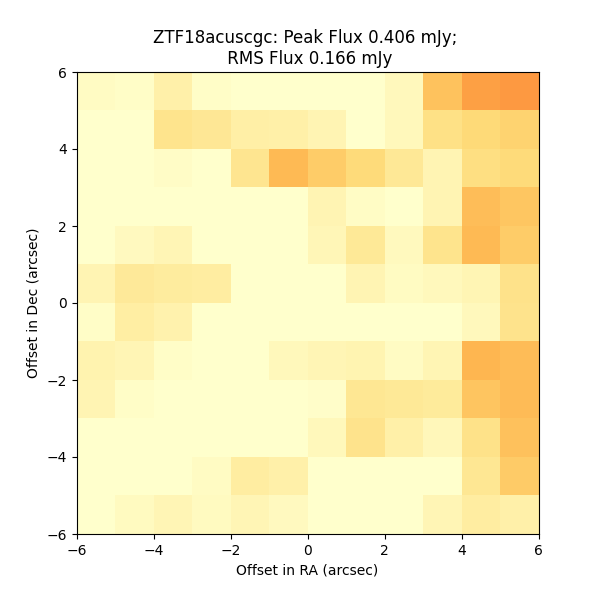 ZTF18acuscgc: Peak Flux 0.406 mJy;
RMS Flux 0.166 mJy
6
4
2
0
−2
−4
−6
Offset in Dec (arcsec)
−6 −4 −2 0 2 4 6
Offset in RA (arcsec)